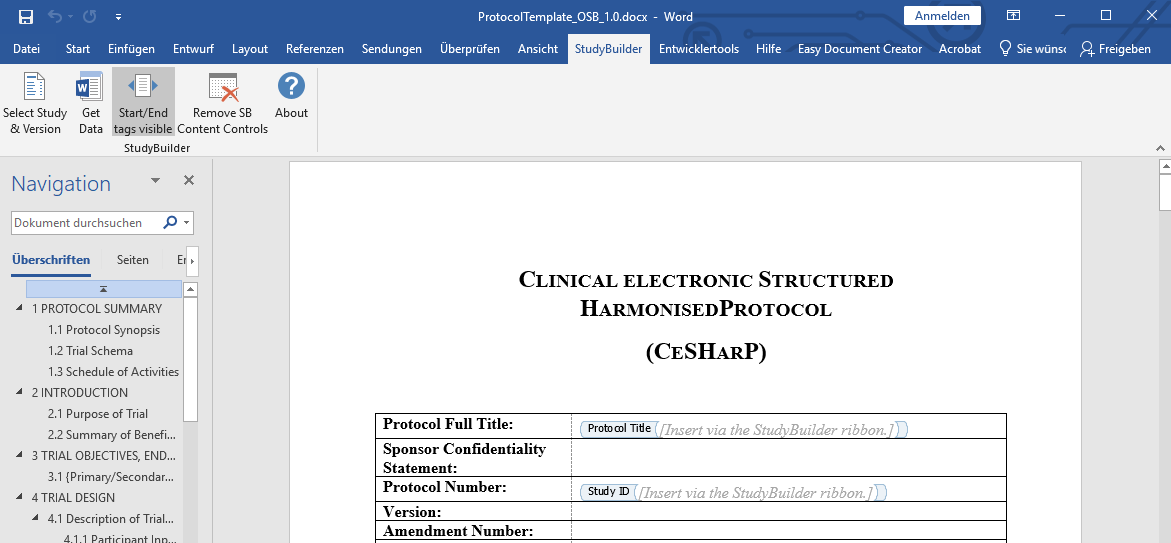 ProtocolTemplate_OSB_1.0.docx - Word
Anmelden
Datei Start Einfügen Entwurf Layout Referenzen Sendungen Überprüfen Ansicht StudyBuilder Entwicklertools Hilfe Easy Document Creator Acrobat Sie wüns Freigeben
Select Study Get Start/End Remove SB About
& Version Data tags visible Content Controls
StudyBuilder
Navigation
Dokument durchsuchen
Überschriften Seiten Er
1 PROTOCOL SUMMARY
1.1 Protocol Synopsis
1.2 Trial Schema
1.3 Schedule of Activities
2 INTRODUCTION
2.1 Purpose of Trial
2.2 Summary of Benefi...
3 TRIAL OBJECTIVES, END...
3.1 {Primary/Secondar...
4 TRIAL DESIGN
4.1 Description of Trial...
4.1.1 Participant Inp...
CLINICAL ELECTRONIC STRUCTURED
HARMONISEDPROTOCOL
(CESHARP)
Protocol Full Title: Protocol Title [Insert via the StudyBuilder ribbon.]
Sponsor Confidentiality
Statement:
Protocol Number: Study ID [Insert via the StudyBuilder ribbon.]
Version:
Amendment Number: